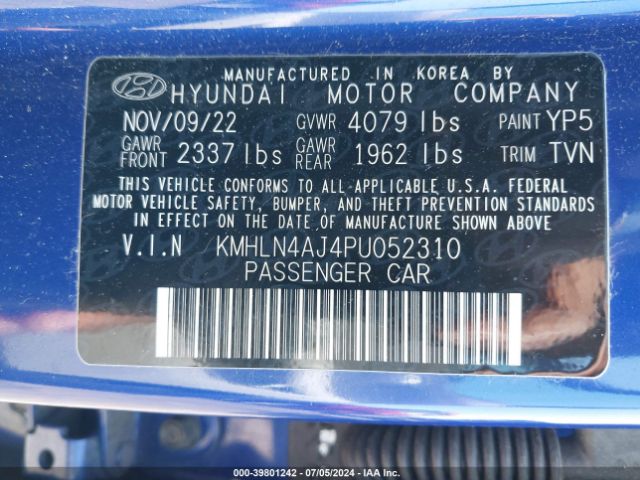 MANUFACTURED IN KOREA BY
HYUNDAI MOTOR COMPANY
NOV/09/22 GVWR 4079 lbs PAINT YP5
GAWR FRONT 2337 lbs GAWR REAR 1962 lbs TRIM TVN
THIS VEHICLE CONFORMS TO ALL-APPLICABLE U.S.A. FEDERAL
MOTOR VEHICLE SAFETY, BUMPER, AND THEFT PREVENTION STANDARDS
IN EFFECT ON THE DATE OF MANUFACTURE SHOWN ABOVE
V.I.N KMHLN4AJ4PU052310
PASSENGER CAR
000-39801242 / 07/05/2024 / IAA Inc.